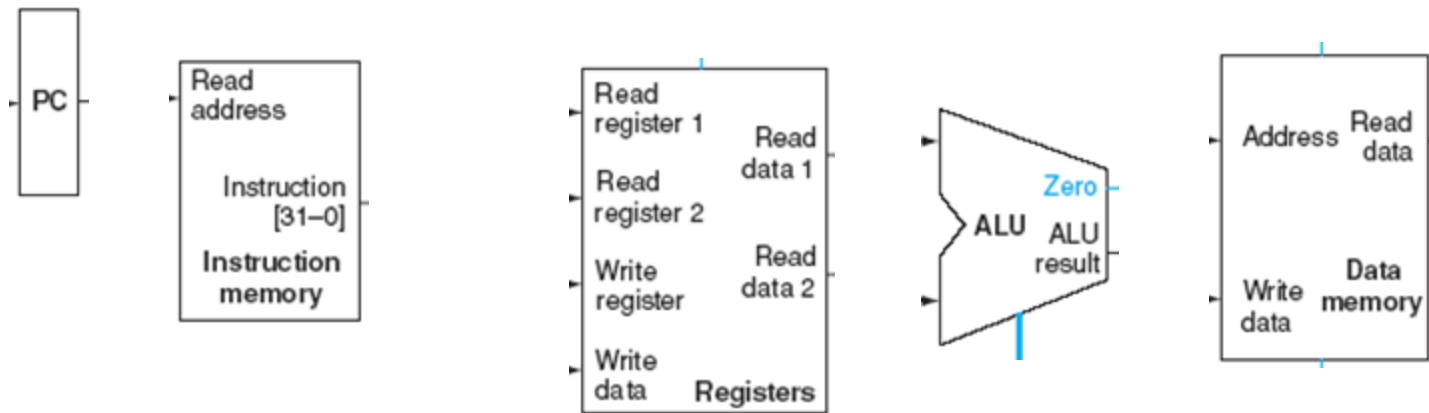 PC
Read
address
Instruction
[31–0]
Instruction
memory
Read
register 1
Read
register 2
Write
register
Write
data
Read
data 1
Read
data 2
Registers
Zero
ALU
ALU
result
Address
Read
data
Write
data
Data
memory